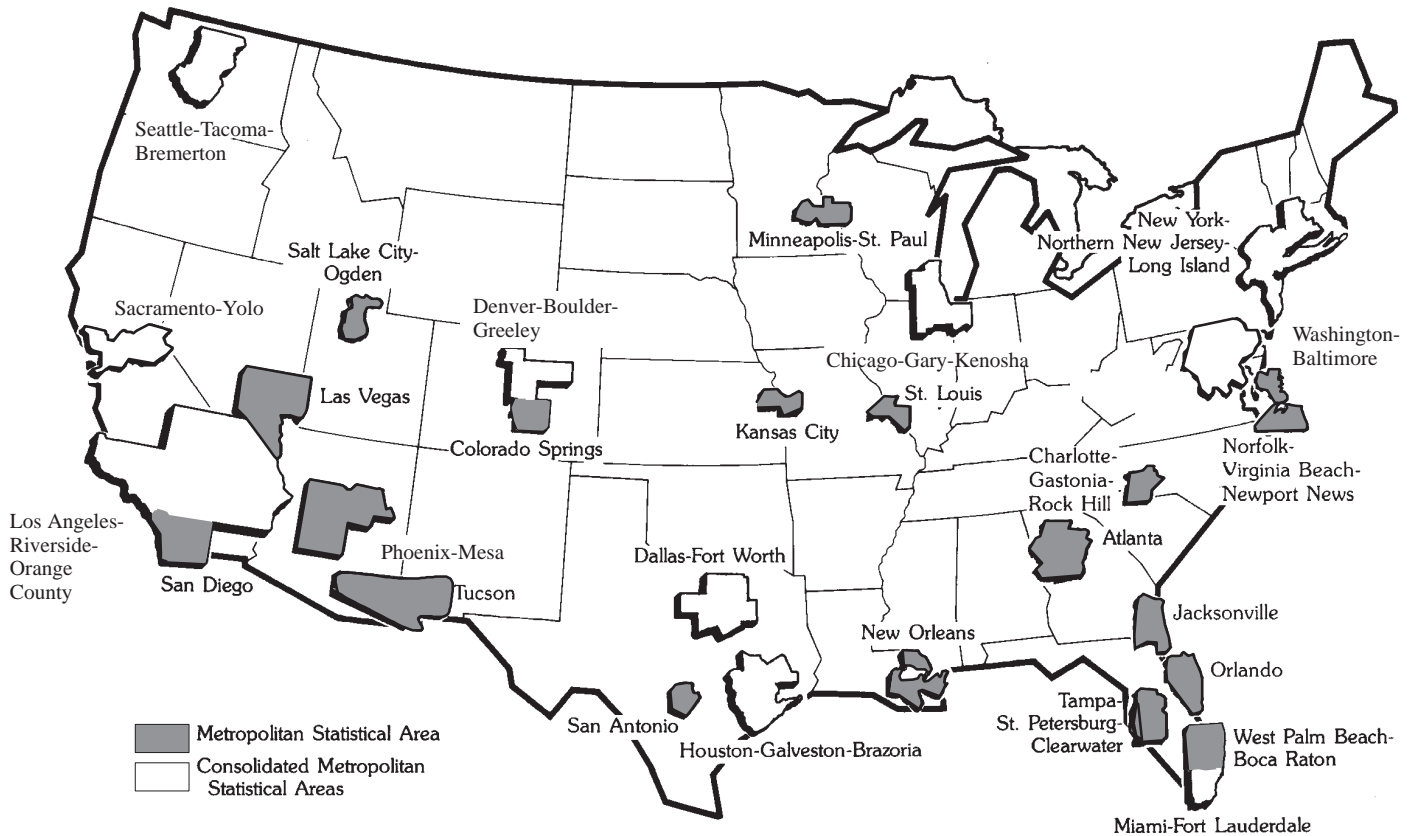 Seattle-Tacoma-
Bremerton
Salt Lake City-
Ogden
Sacramento-Yolo
Denver-Boulder-
Greeley
Las Vegas
Colorado Springs
Minneapolis-St. Paul
Northern
New York-
New Jersey-
Long Island
Chicago-Gary-Kenosha
St. Louis
Kansas City
Washington-
Baltimore
Norfolk-
Virginia Beach-
Newport News
Charlotte-
Gastonia-
Rock Hill
Atlanta
Los Angeles-
Riverside-
Orange
County
San Diego
Phoenix-Mesa
Tucson
Dallas-Fort Worth
New Orleans
Jacksonville
Orlando
Tampa-
St. Petersburg-
Clearwater
San Antonio
Houston-Galveston-Brazoria
West Palm Beach-
Boca Raton
Miami-Fort Lauderdale
Metropolitan Statistical Area
Consolidated Metropolitan
Statistical Areas